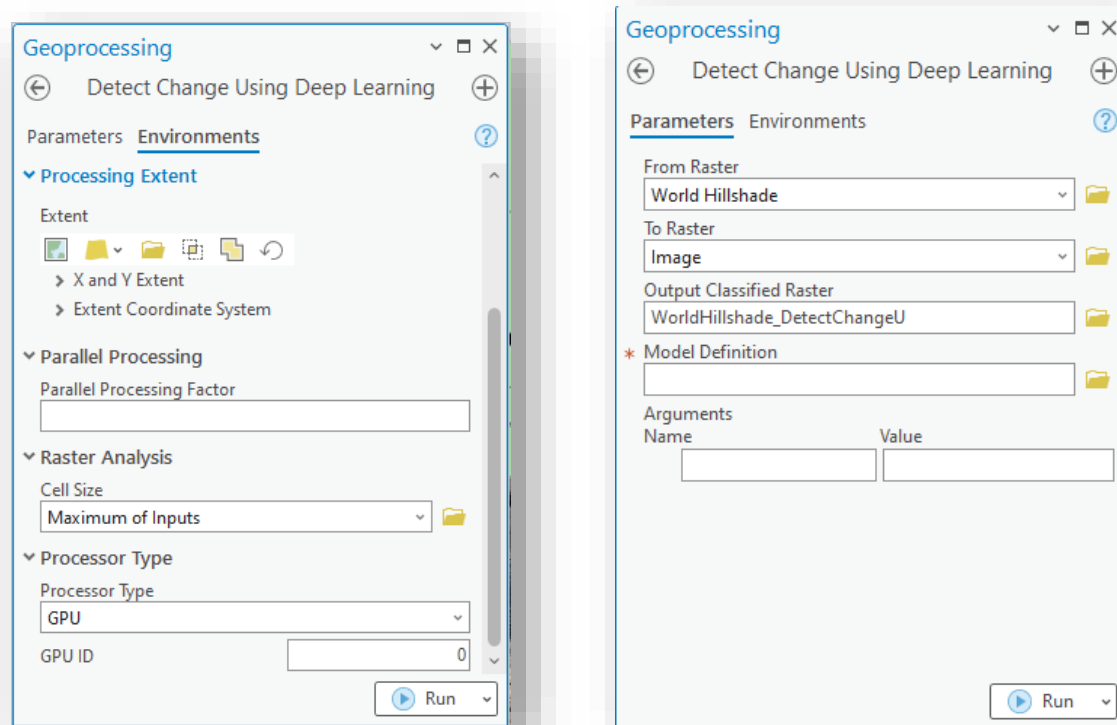 Geoprocessing
Detect Change Using Deep Learning
Parameters Environments
Processing Extent
Extent
X and Y Extent
Extent Coordinate System
Parallel Processing
Parallel Processing Factor
Raster Analysis
Cell Size
Maximum of Inputs
Processor Type
Processor Type
GPU
GPU ID 0
Run
Geoprocessing
Detect Change Using Deep Learning
Parameters Environments
From Raster
World Hillshade
To Raster
Image
Output Classified Raster
WorldHillshade_DetectChangeU
* Model Definition
Arguments
Name Value
Run